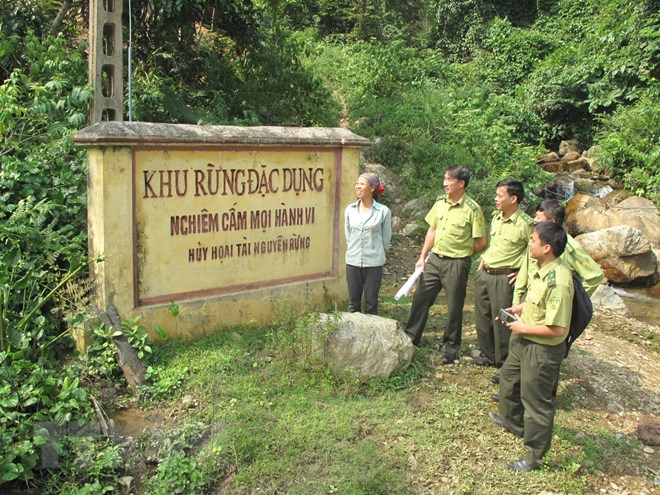 KHU RỪNG ĐẶC DỤNG
NGHIÊM CẤM MỌI HÀNH VI
HỦY HOẠI TÀI NGUYÊN RỪNG